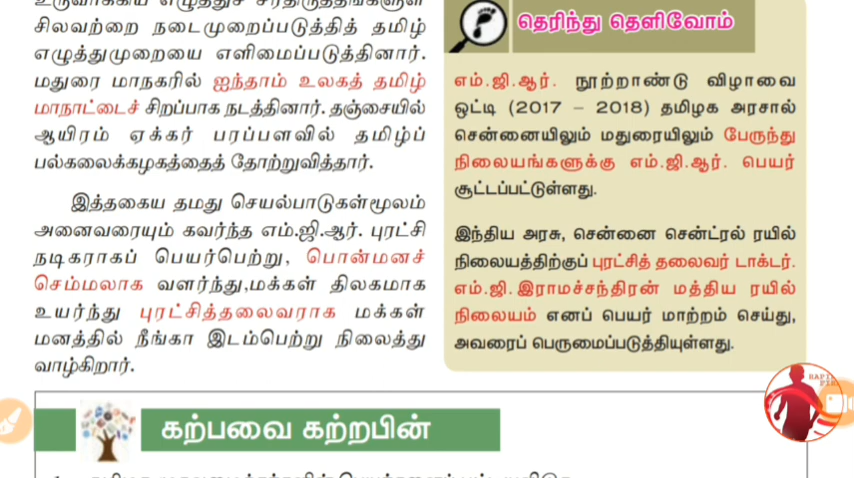 உருவாக்கிய எழுத்துச் சீர்திருத்தங்களுள்
சிலவற்றை நடைமுறைப்படுத்தித் தமிழ்
எழுத்துமுறையை எளிமைப்படுத்தினார்.
மதுரை மாநகரில் ஐந்தாம் உலகத் தமிழ்
மாநாட்டைச் சிறப்பாக நடத்தினார். தஞ்சையில்
ஆயிரம் ஏக்கர் பரப்பளவில் தமிழ்ப்
பல்கலைக்கழகத்தைத் தோற்றுவித்தார்.
இத்தகைய தமது செயல்பாடுகள்மூலம்
அனைவரையும் கவர்ந்த எம்.ஜி.ஆர். புரட்சி
நடிகராகப் பெயர்பெற்று, பொன்மனச்
செம்மலாக வளர்ந்து,மக்கள் திலகமாக
உயர்ந்து புரட்சித்தலைவராக மக்கள்
மனத்தில் நீங்கா இடம்பெற்று நிலைத்து
வாழ்கிறார்.
தெரிந்து தெளிவோம்
எம்.ஜி.ஆர். நூற்றாண்டு விழாவை
ஒட்டி (2017 – 2018) தமிழக அரசால்
சென்னையிலும் மதுரையிலும் பேருந்து
நிலையங்களுக்கு எம்.ஜி.ஆர். பெயர்
சூட்டப்பட்டுள்ளது.
இந்திய அரசு, சென்னை சென்ட்ரல் ரயில்
நிலையத்திற்குப் புரட்சித் தலைவர் டாக்டர்.
எம்.ஜி.இராமச்சந்திரன் மத்திய ரயில்
நிலையம் எனப் பெயர் மாற்றம் செய்து,
அவரைப் பெருமைப்படுத்தியுள்ளது.
கற்பவை கற்றபின்